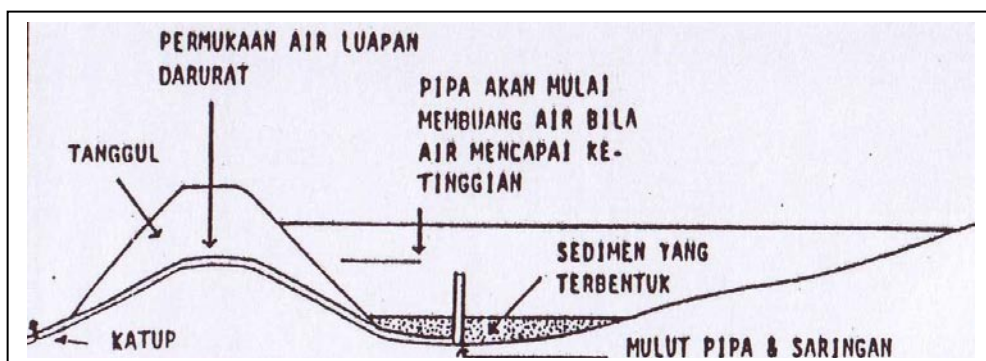 PERMUKAAN AIR LUAPAN
DARURAT
PIPA AKAN MULAI
MEMBUANG AIR BILA
AIR MENCAPAI KE-
TINGGIAN
TANGGUL
SEDIMEN YANG
TERBENTUK
KATUP
MULUT PIPA & SARINGAN